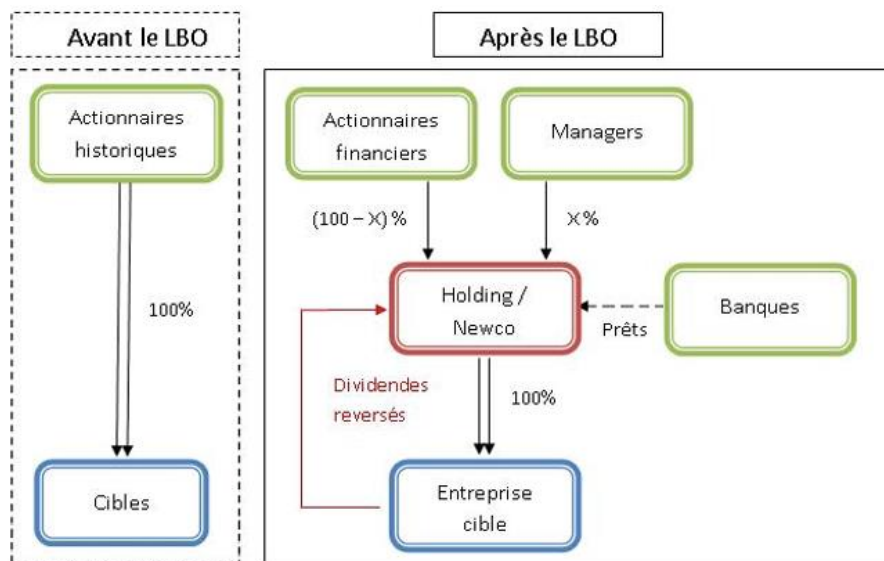 Avant le LBO
Actionnaires
historiques
100%
Cibles
Après le LBO
Actionnaires
financiers
Managers
(100 – X) %
X %
Holding /
Newco
Prêts
Banques
Dividendes
reversés
100%
Entreprise
cible